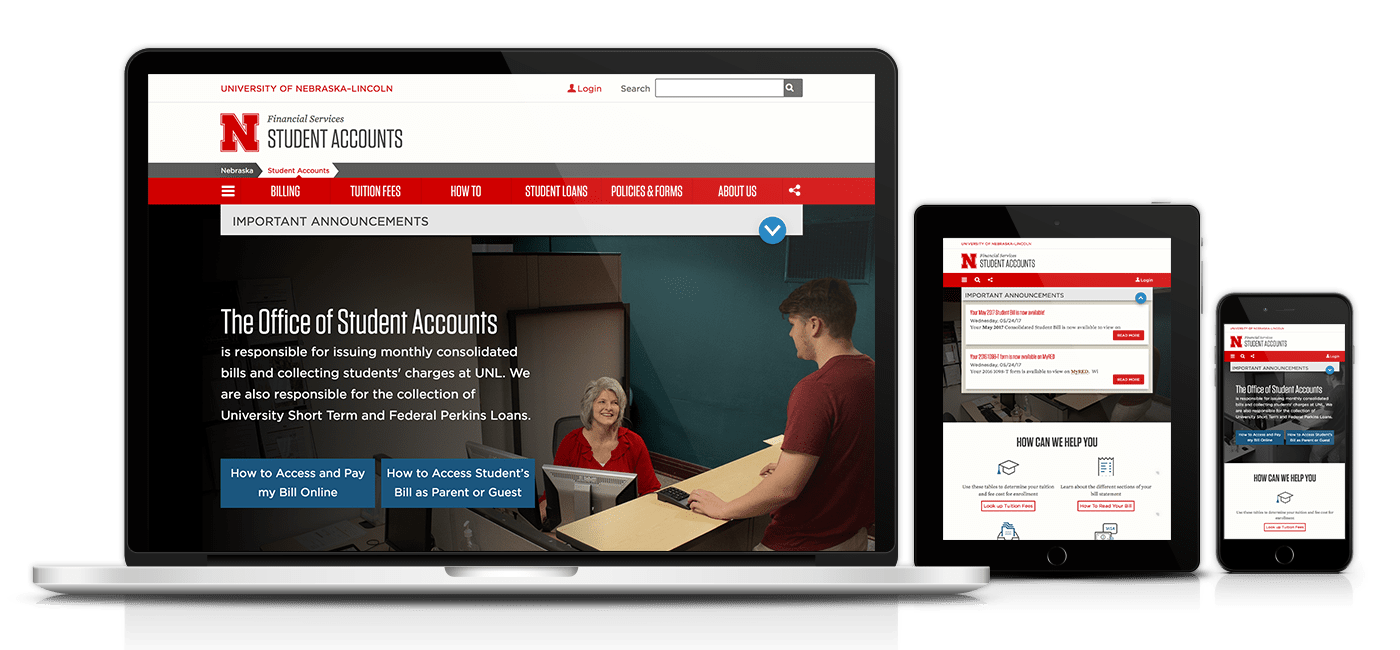 UNIVERSITY OF NEBRASKA–LINCOLN
Login
Search
N
Financial Services
STUDENT ACCOUNTS
Nebraska
Student Accounts
BILLING
TUITION FEES
HOW TO
STUDENT LOANS
POLICIES & FORMS
ABOUT US
IMPORTANT ANNOUNCEMENTS
The Office of Student Accounts
is responsible for issuing monthly consolidated
bills and collecting students' charges at UNL. We
are also responsible for the collection of
University Short Term and Federal Perkins Loans.
How to Access and Pay
my Bill Online
How to Access Student's
Bill as Parent or Guest
UNIVERSITY OF NEBRASKA–LINCOLN
N
Financial Services
STUDENT ACCOUNTS
Login
IMPORTANT ANNOUNCEMENTS
Your May 2017 Student Bill is now available!
Wednesday, 05/24/17
Your May 2017 Consolidated Student Bill is now available to view on
READ MORE
Your 2016 1098-T form is now available on MyRED
Wednesday, 05/24/17
Your 2016 1098-T form is available to view on MyRED. Wi
READ MORE
HOW CAN WE HELP YOU
Use these tables to determine your tuition
and fee cost for enrollment
Look up Tuition Fees
Learn about the different sections of your
bill statement
How To Read Your Bill
VISA
UNIVERSITY OF NEBRASKA–LINCOLN
N
Financial Services
STUDENT ACCOUNTS
Login
IMPORTANT ANNOUNCEMENTS
The Office of Student Accounts
is responsible for issuing monthly consolidated
bills and collecting students' charges at UNL. We
are also responsible for the collection of
University Short Term and Federal Perkins Loans.
How to Access and Pay
my Bill Online
How to Access Student's
Bill as Parent or Guest
HOW CAN WE HELP YOU
Use these tables to determine your tuition and fee cost for
enrollment
Look up Tuition Fees